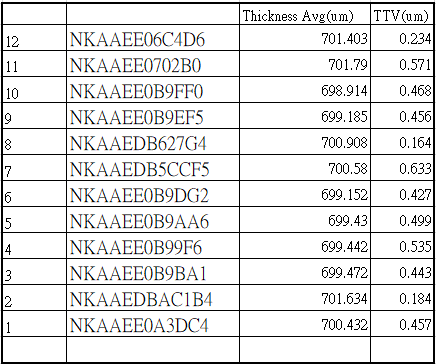 Thickness Avg(um) TTV(um)
12 NKAAEE06C4D6 701.403 0.234
11 NKAAEE0702B0 701.79 0.571
10 NKAAEE0B9FF0 698.914 0.468
9 NKAAEE0B9EF5 699.185 0.456
8 NKAAEDB627G4 700.908 0.164
7 NKAAEDB5CCF5 700.58 0.633
6 NKAAEE0B9DG2 699.152 0.427
5 NKAAEE0B9AA6 699.43 0.499
4 NKAAEE0B99F6 699.442 0.535
3 NKAAEE0B9BA1 699.472 0.443
2 NKAAEDBAC1B4 701.634 0.184
1 NKAAEE0A3DC4 700.432 0.457